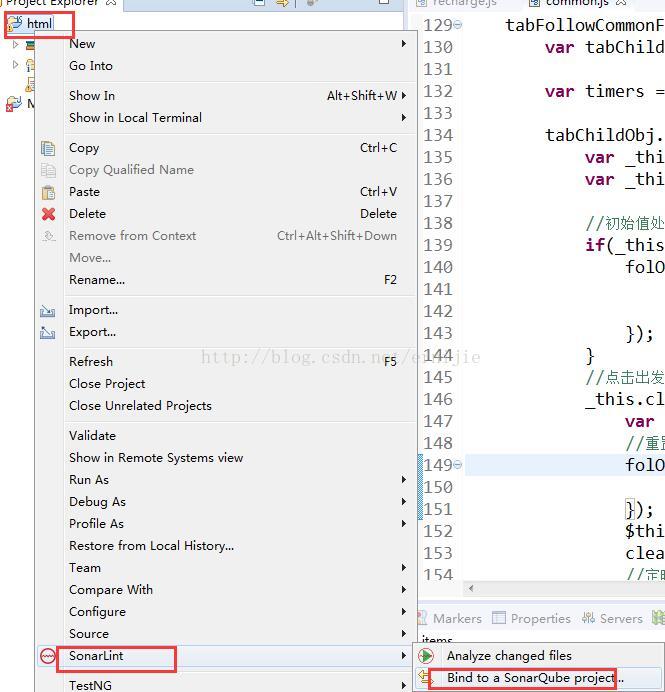 Project Explorer
recharge.js
common.js
html
New
Go Into
Show In Alt+Shift+W
Show in Local Terminal
Copy Ctrl+C
Copy Qualified Name
Paste Ctrl+V
Delete Delete
Remove from Context Ctrl+Alt+Shift+Down
Move...
Rename... F2
Import...
Export...
Refresh F5
Close Project
Close Unrelated Projects
Validate
Show in Remote Systems view
Run As
Debug As
Profile As
Restore from Local History...
Team
Compare With
Configure
Source
SonarLint
TestNG
Analyze changed files
Bind to a SonarQube project...
129 tabFollowCommonF
130 var tabChild
131
132 var timers =
133
134 tabChildObj.
135 var _thi
136 var _thi
137
138 //初始值处
139 if(_this
140 folO
141
142
143 });
144 }
145 //点击出发
146 _this.cl
147 var
148 //重置
149 folO
150
151 });
152 $thi
153 clea
154 //定时
Markers Properties Servers
items